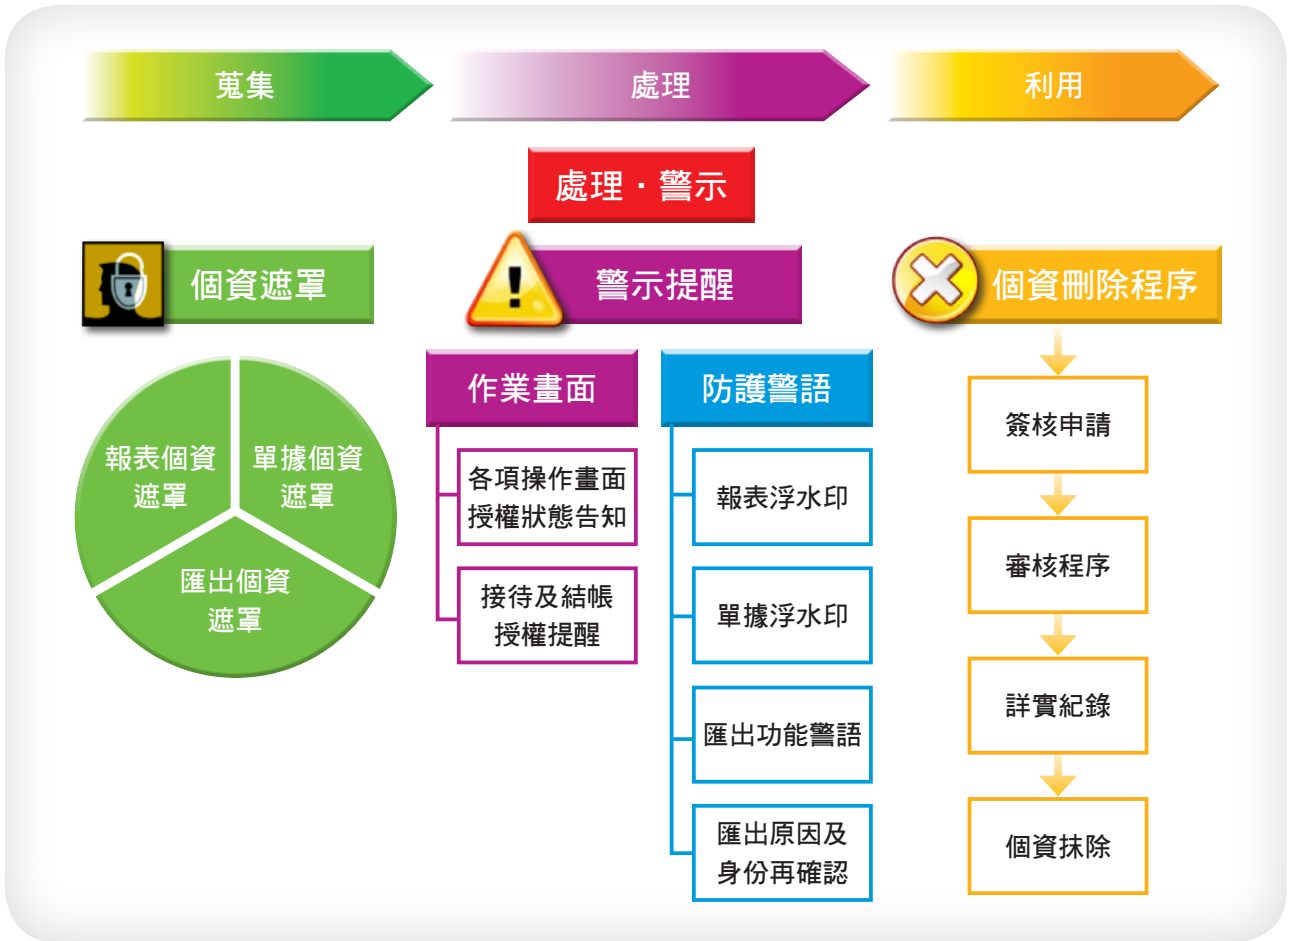 蒐集
處理
利用
處理・警示
個資遮罩
警示提醒
個資刪除程序
報表個資
遮罩
單據個資
遮罩
匯出個資
遮罩
作業畫面
各項操作畫面
授權狀態告知
接待及結帳
授權提醒
防護警語
報表浮水印
單據浮水印
匯出功能警語
匯出原因及
身份再確認
簽核申請
審核程序
詳實紀錄
個資抹除